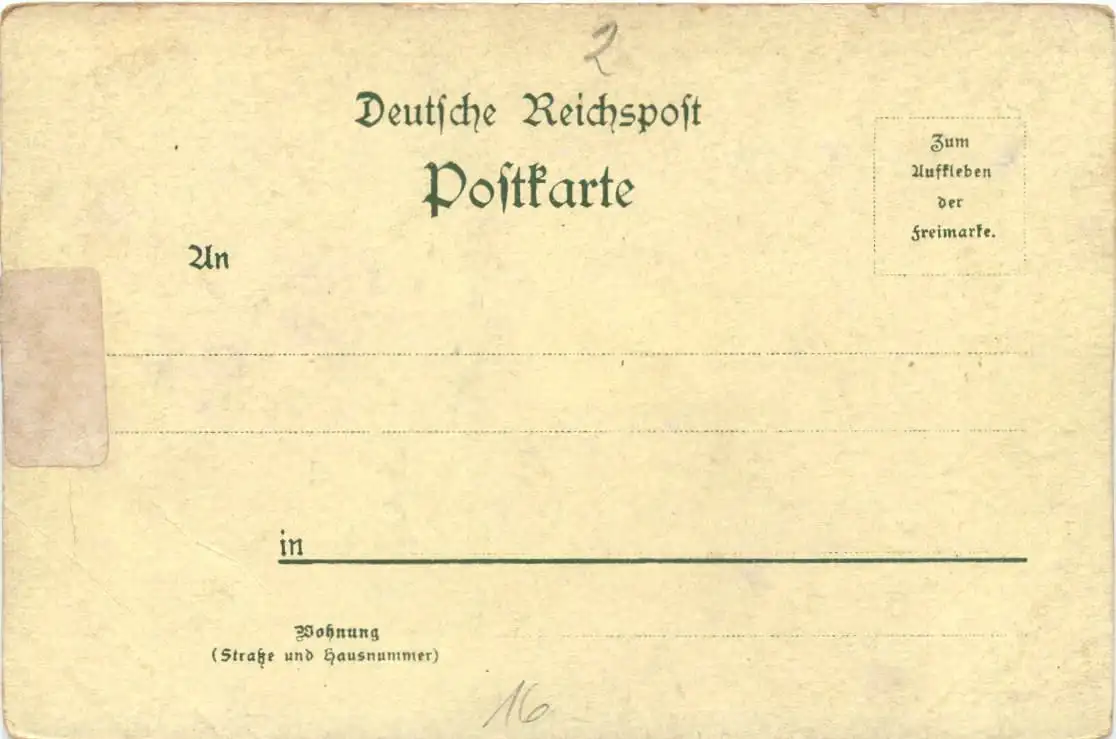 2
Deutsche Reichspost
Postkarte
Zum
Aufkleben
der
Freimarke.
An
in
Wohnung
(Straße und Hausnummer)
16